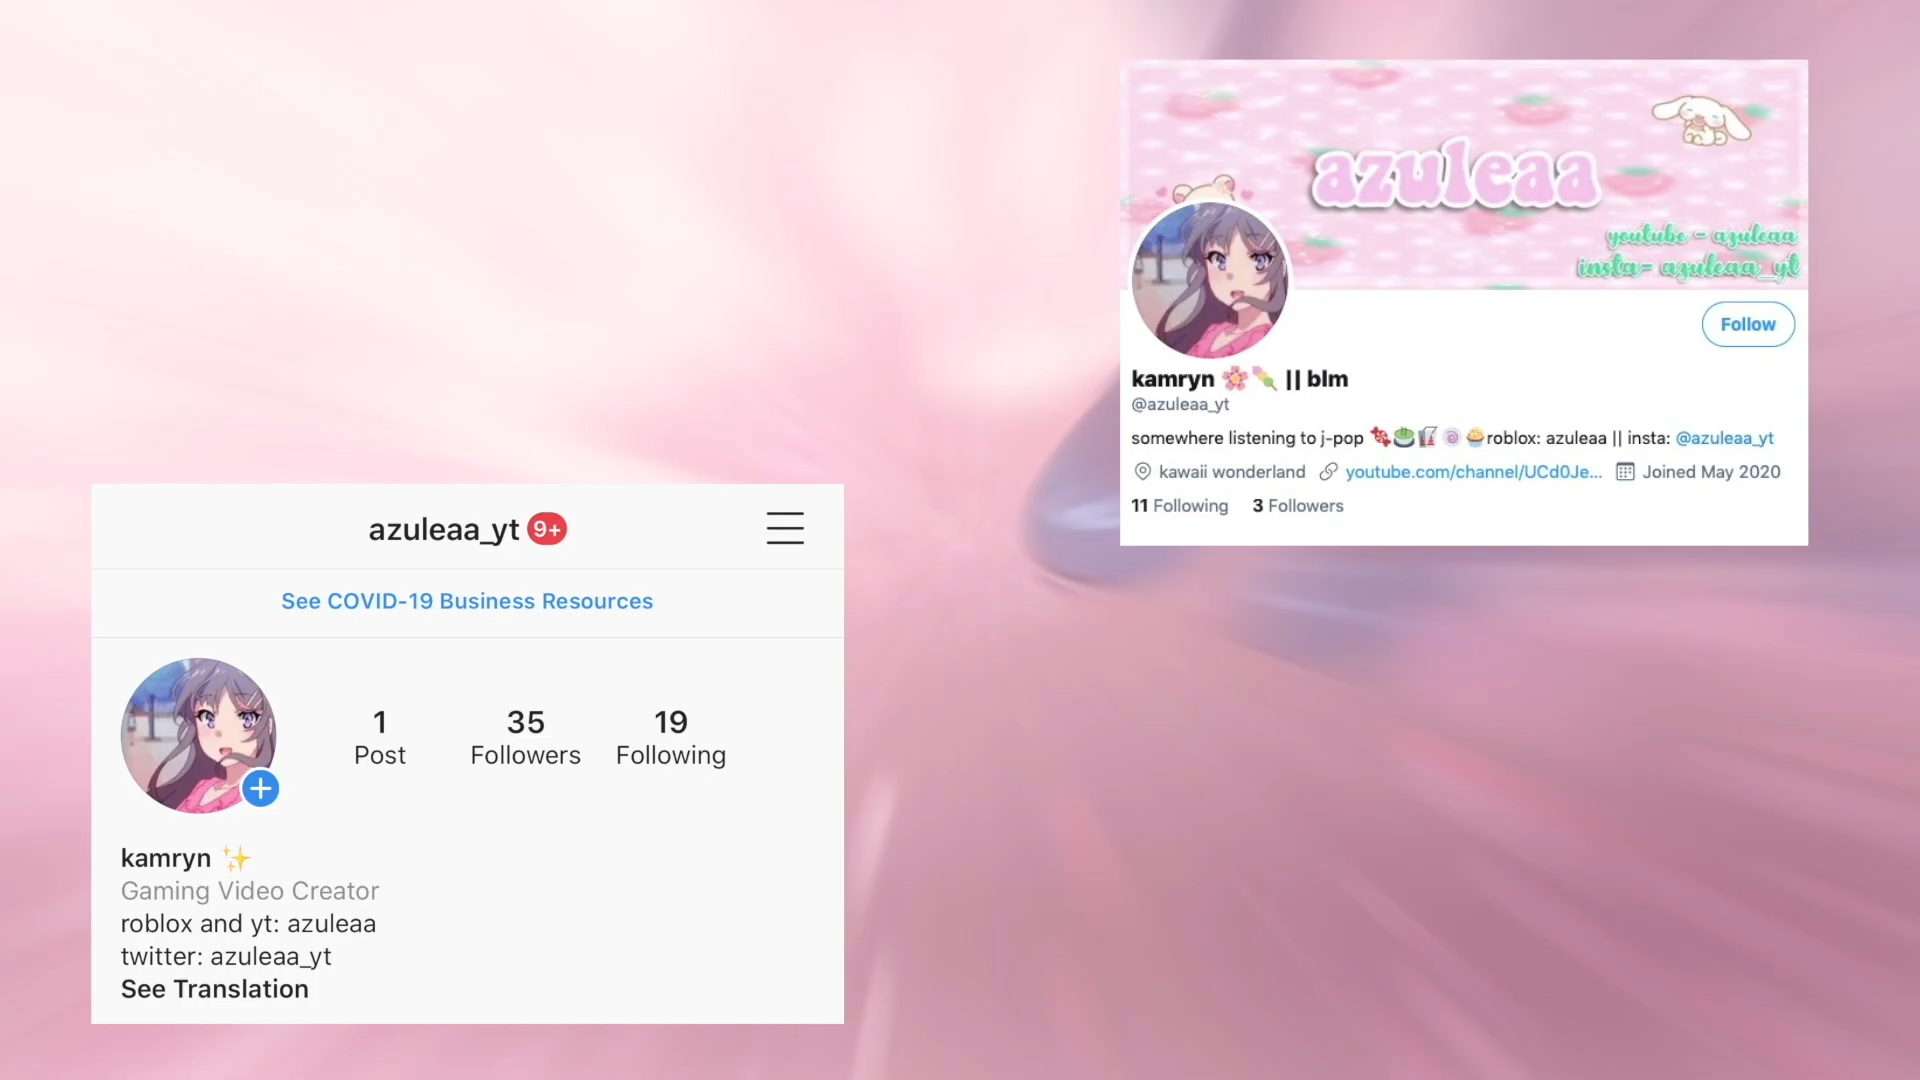 azuleaa
youtube - azuleaa
insta- azuleaa_yt
Follow
kamryn 🌸🍡 || blm
@azuleaa_yt
somewhere listening to j-pop 🍬🍵🥤🍥🧁roblox: azuleaa || insta: @azuleaa_yt
kawaii wonderland youtube.com/channel/UCd0Je... Joined May 2020
11 Following 3 Followers
azuleaa_yt 9+
See COVID-19 Business Resources
1 35 19
Post Followers Following
kamryn ✨
Gaming Video Creator
roblox and yt: azuleaa
twitter: azuleaa_yt
See Translation